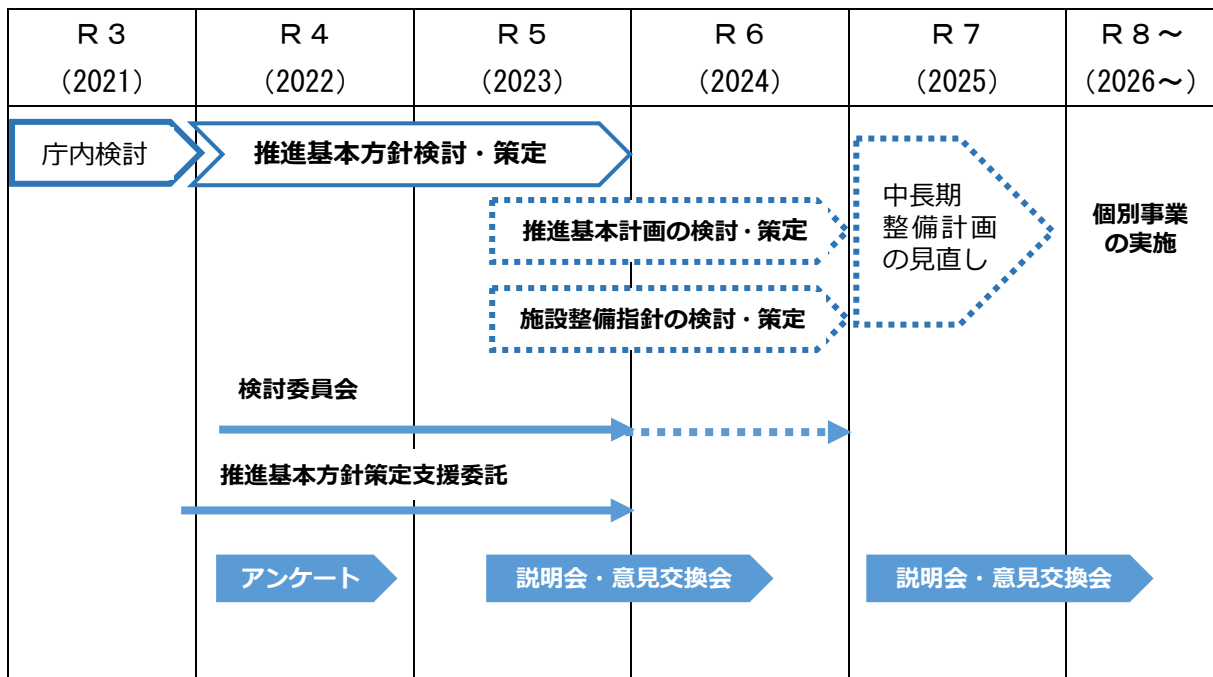 R3
R4
R5
R6
R7
R8～
(2021)
(2022)
(2023)
(2024)
(2025)
(2026～)
庁内検討
推進基本方針検討・策定
推進基本計画の検討・策定
施設整備指針の検討・策定
中長期
整備計画
の見直し
個別事業
の実施
検討委員会
推進基本方針策定支援委託
アンケート
説明会・意見交換会
説明会・意見交換会